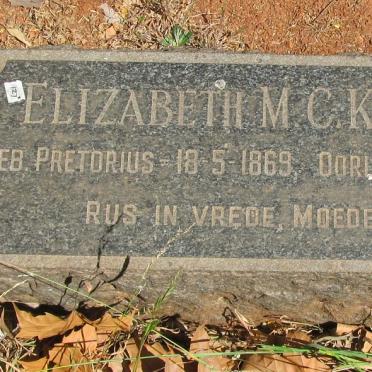 ELIZABETH M.C.K
EB. PRETORIUS = 18-5-1869. OORL
RUS IN VREDE, MOEDE